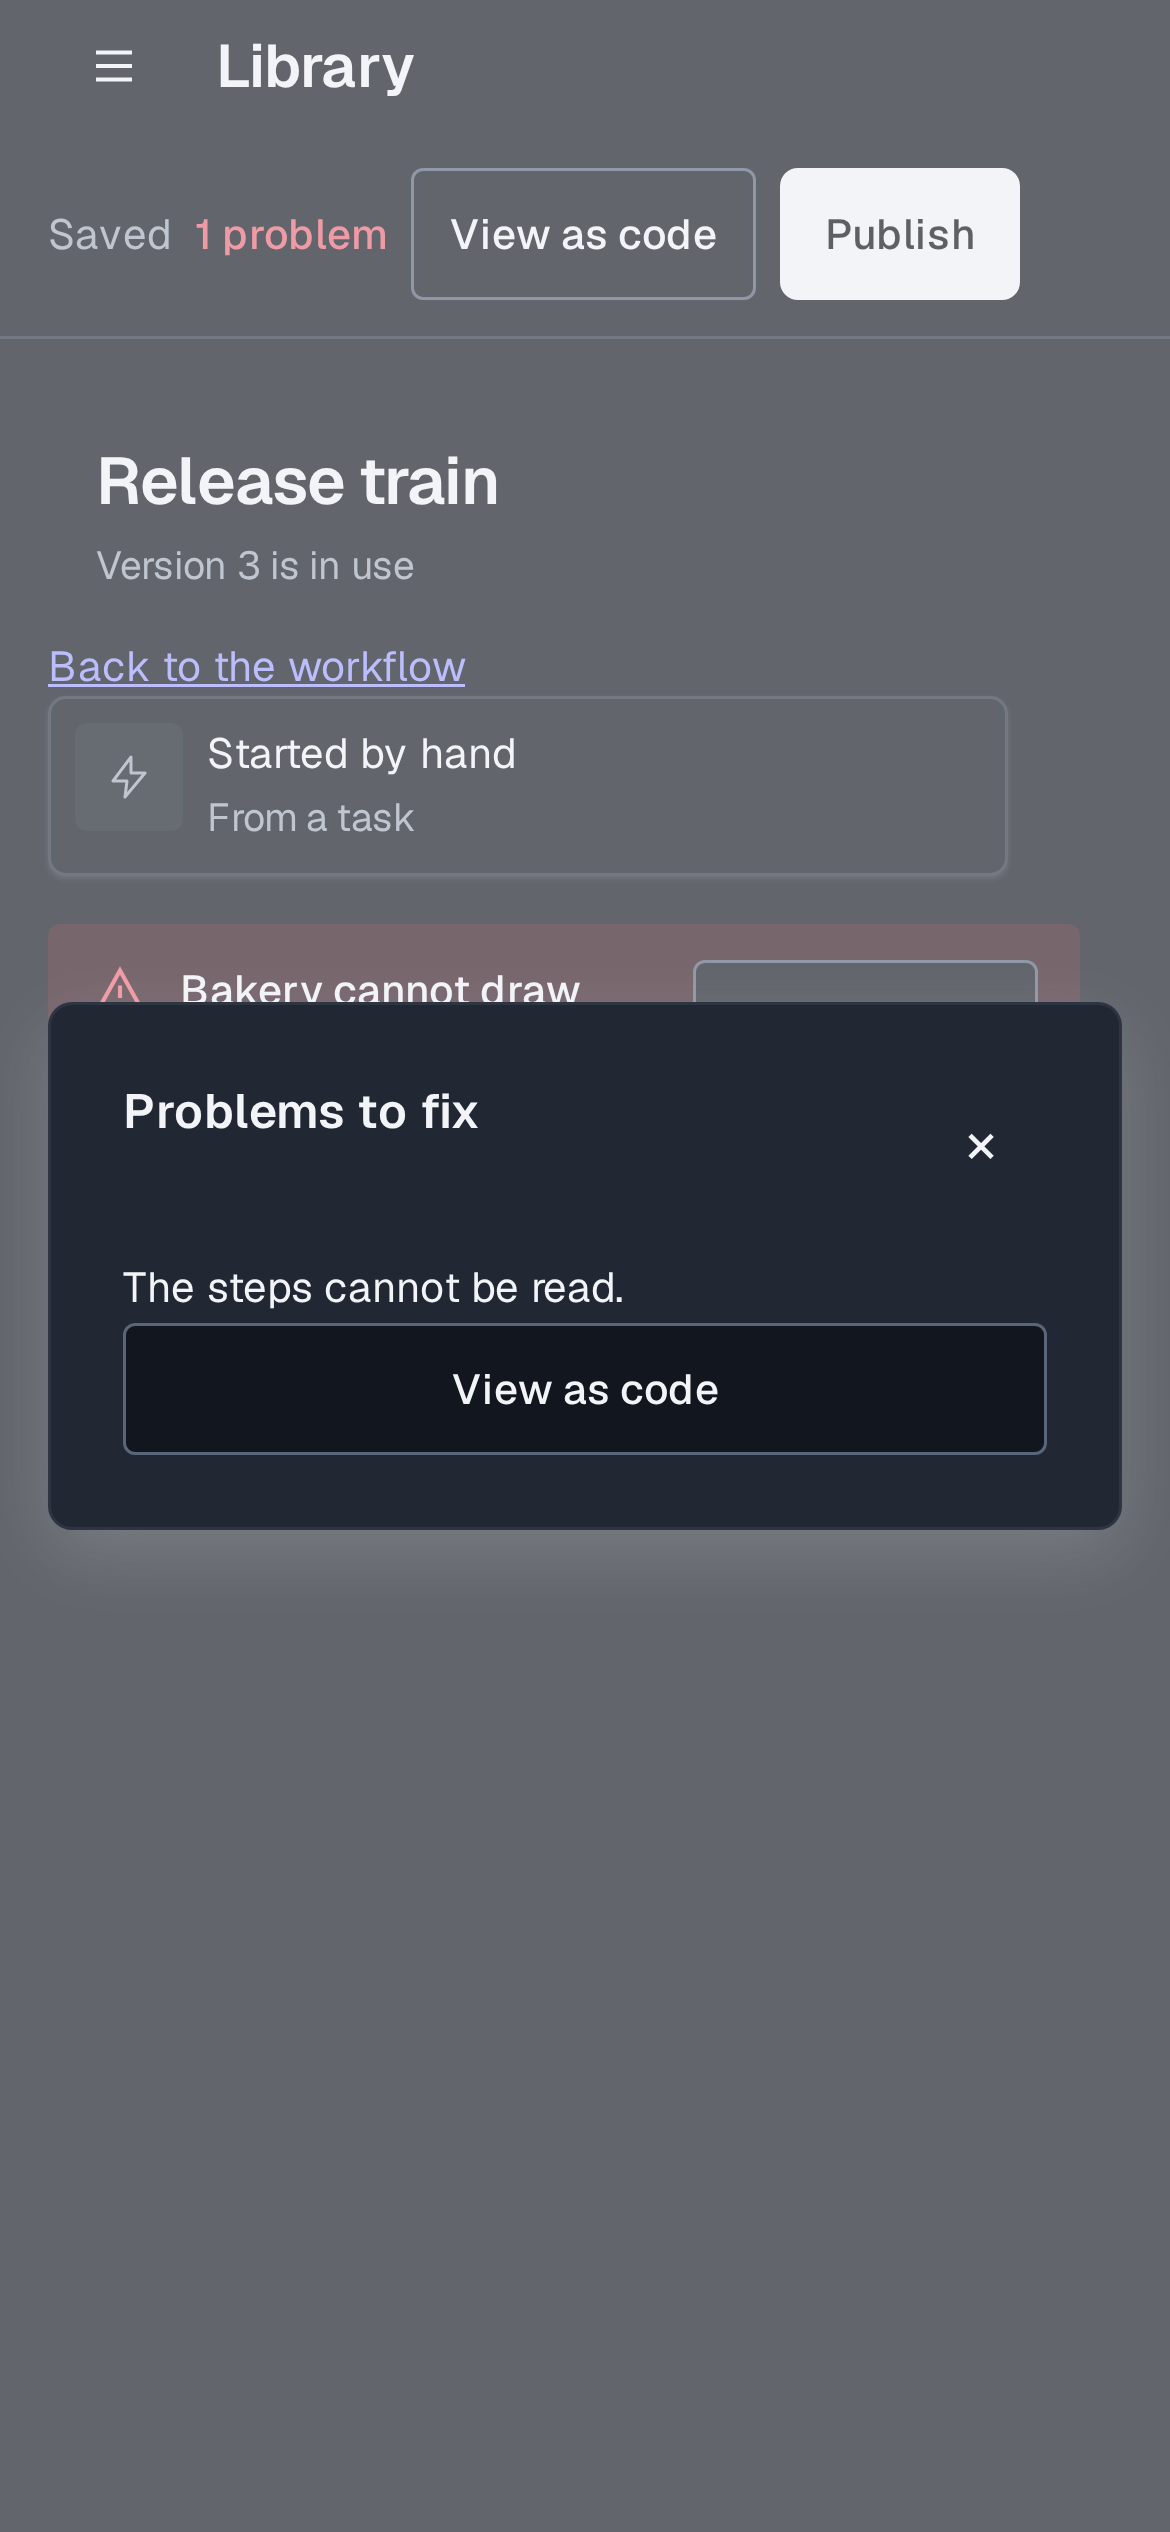 Library
Saved 1 problem View as code Publish
Release train
Version 3 is in use
Back to the workflow
Started by hand
From a task
Bakery cannot draw
Problems to fix
The steps cannot be read.
View as code